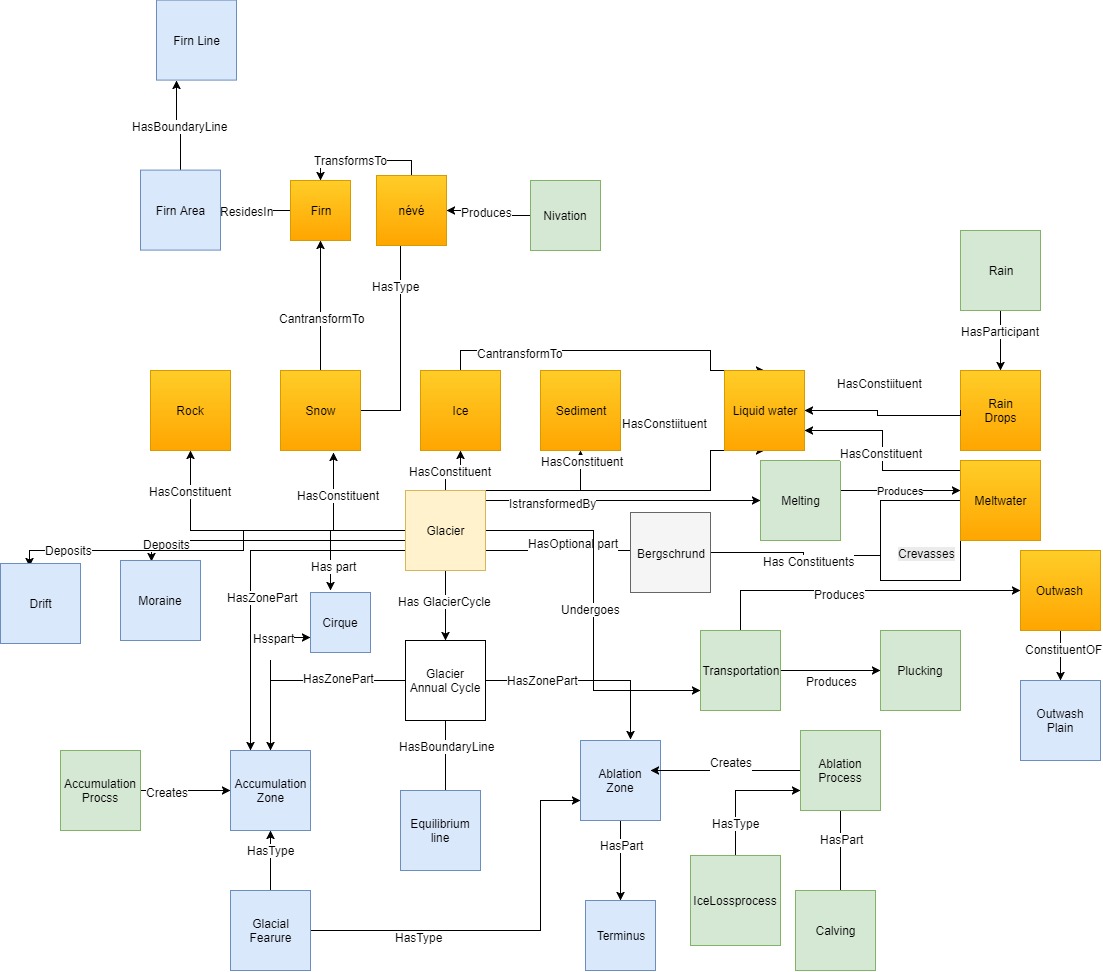 Firn Line
HasBoundaryLine
TransformsTo
Firn Area
ResidesIn
Firn
névé
Produces
Nivation
Rain
HasType
CantransformTo
HasParticipant
CantransformTo
HasConstiituent
Rock
Snow
Ice
Sediment
HasConstiituent
Liquid water
Rain
Drops
HasConstituent
HasConstituent
HasConstituent
HasConstituent
HasConstituent
Produces
Melting
Meltwater
IstransformedBy
Glacier
Deposits
Deposits
HasOptional part
Bergschrund
Has Constituents
Crevasses
Has part
Drift
Moraine
HasZonePart
Has GlacierCycle
Undergoes
Produces
Outwash
Cirque
Hsspart
ConstituentOF
HasZonePart
Glacier
Annual Cycle
HasZonePart
Transportation
Produces
Plucking
Outwash
Plain
HasBoundaryLine
Accumulation
Procss
Creates
Accumulation
Zone
Ablation
Zone
Creates
Ablation
Process
Equilibrium
line
HasType
HasType
HasPart
HasPart
IceLossprocess
Glacial
Fearure
HasType
Terminus
Calving